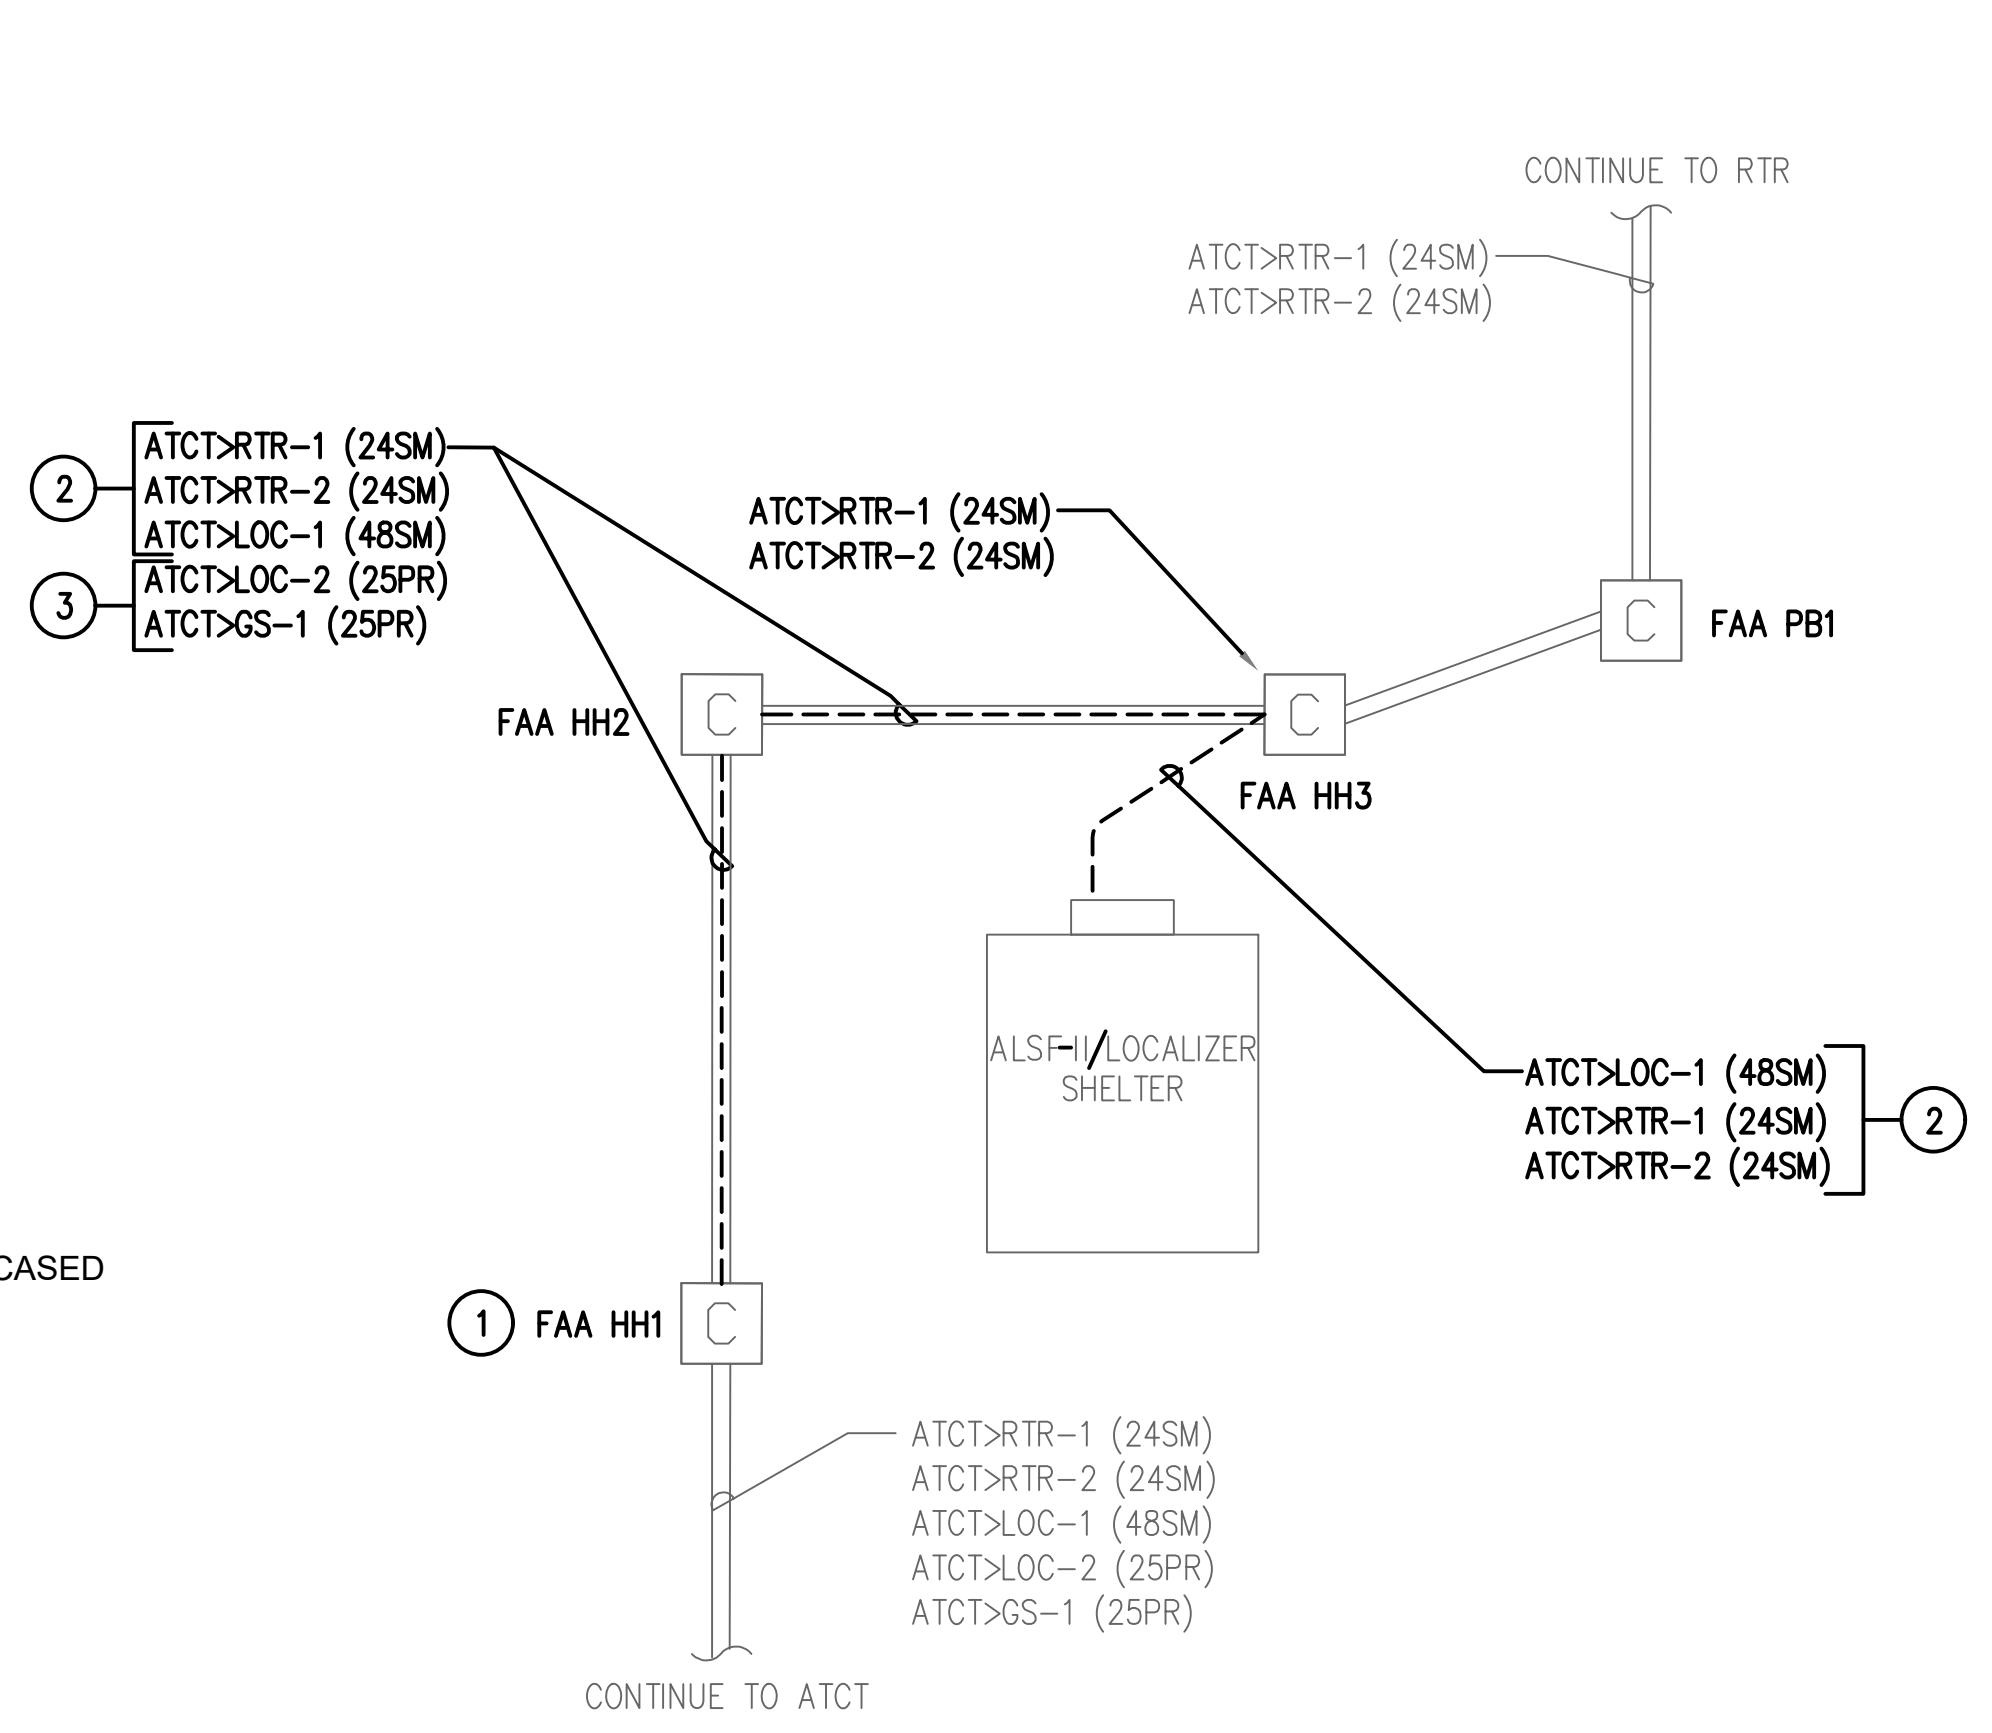 CONTINUE TO RTR
ATCT>RTR-1 (24SM)
ATCT>RTR-2 (24SM)
2
ATCT>RTR-1 (24SM)
ATCT>RTR-2 (24SM)
ATCT>LOC-1 (48SM)
3
ATCT>LOC-2 (25PR)
ATCT>GS-1 (25PR)
ATCT>RTR-1 (24SM)
ATCT>RTR-2 (24SM)
C
FAA PB1
FAA HH2
C
C
FAA HH3
ALSF-II/LOCALIZER
SHELTER
ATCT>LOC-1 (48SM)
ATCT>RTR-1 (24SM)
ATCT>RTR-2 (24SM)
2
CASED
1
FAA HH1
C
ATCT>RTR-1 (24SM)
ATCT>RTR-2 (24SM)
ATCT>LOC-1 (48SM)
ATCT>LOC-2 (25PR)
ATCT>GS-1 (25PR)
CONTINUE TO ATCT